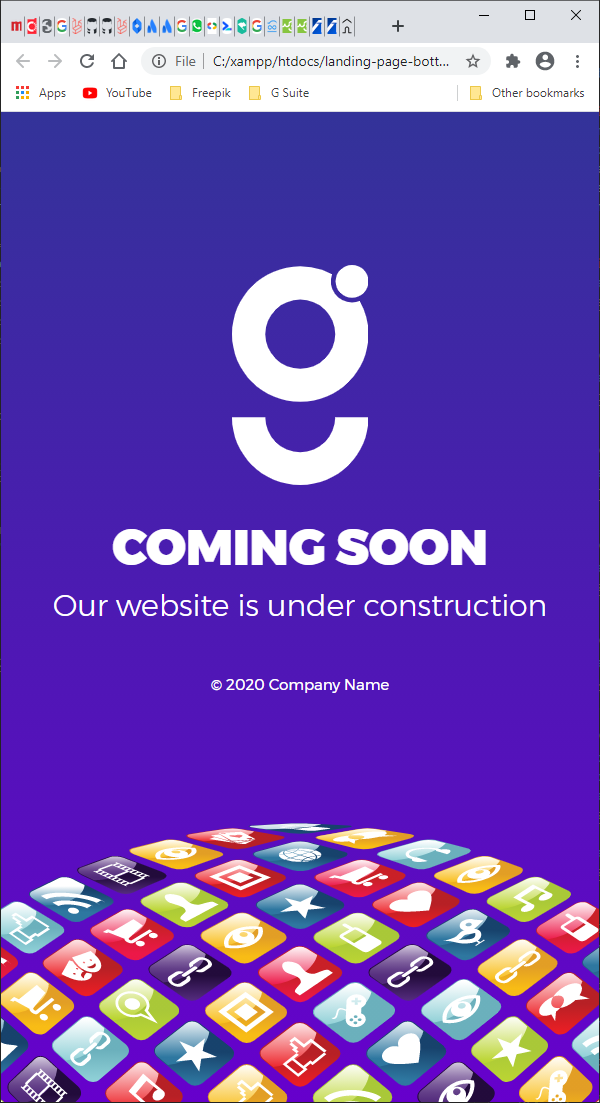 File
C:/xampp/htdocs/landing-page-bott...
Apps
YouTube
Freepik
G Suite
Other bookmarks
COMING SOON
Our website is under construction
© 2020 Company Name